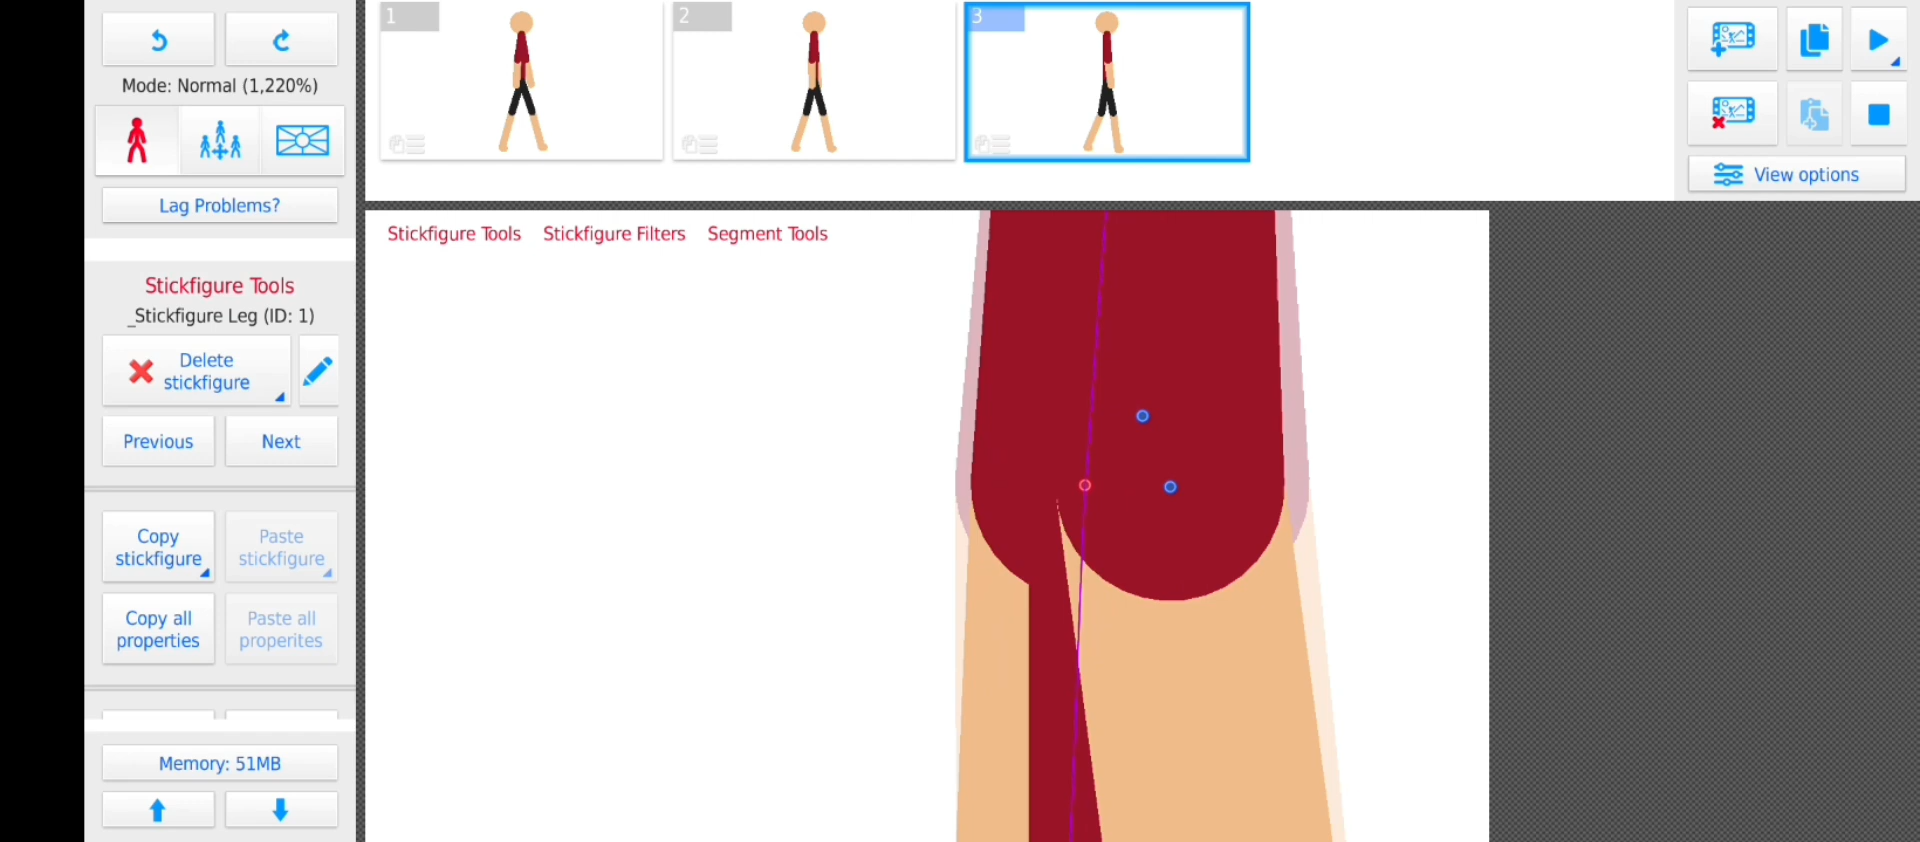 1
2
3
Mode: Normal (1,220%)
Lag Problems?
View options
Stickfigure Tools
Stickfigure Filters
Segment Tools
Stickfigure Tools
_Stickfigure Leg (ID: 1)
Delete
stickfigure
Previous
Next
Copy
stickfigure
Paste
stickfigure
Copy all
properties
Paste all
properites
Memory: 51MB